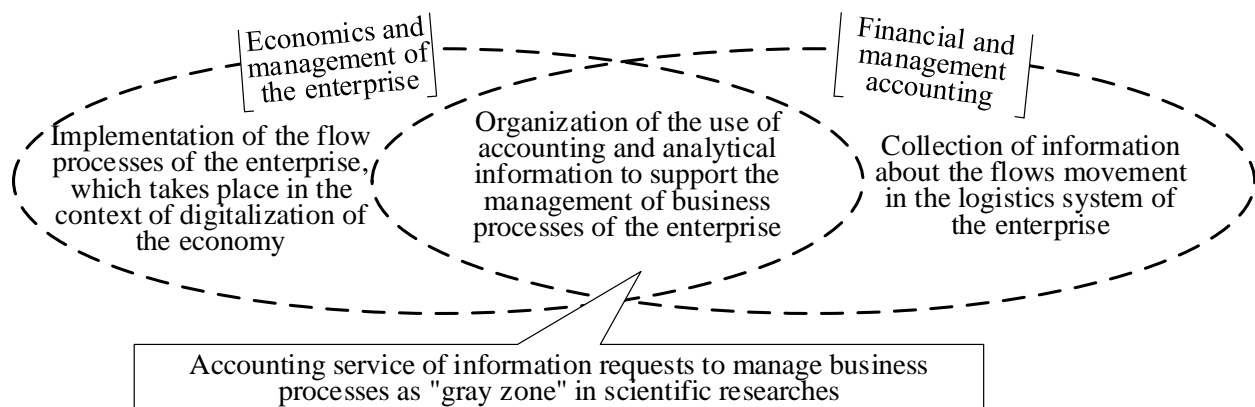 Economics and
management of
the enterprise
Financial and
management
accounting
Implementation of the flow
processes of the enterprise,
which takes place in the
context of digitalization of
the economy
Organization of the use of
accounting and analytical
information to support the
management of business
processes of the enterprise
Collection of information
about the flows movement
in the logistics system of
the enterprise
Accounting service of information requests to manage business
processes as "gray zone" in scientific researches